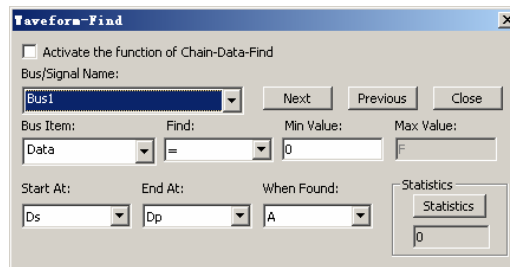 Waveform-Find
Activate the function of Chain-Data-Find
Bus/Signal Name:
Bus1 Next Previous Close
Bus Item: Find: Min Value: Max Value:
Data = 0 F
Start At: End At: When Found: Statistics
Ds Dp A Statistics
0